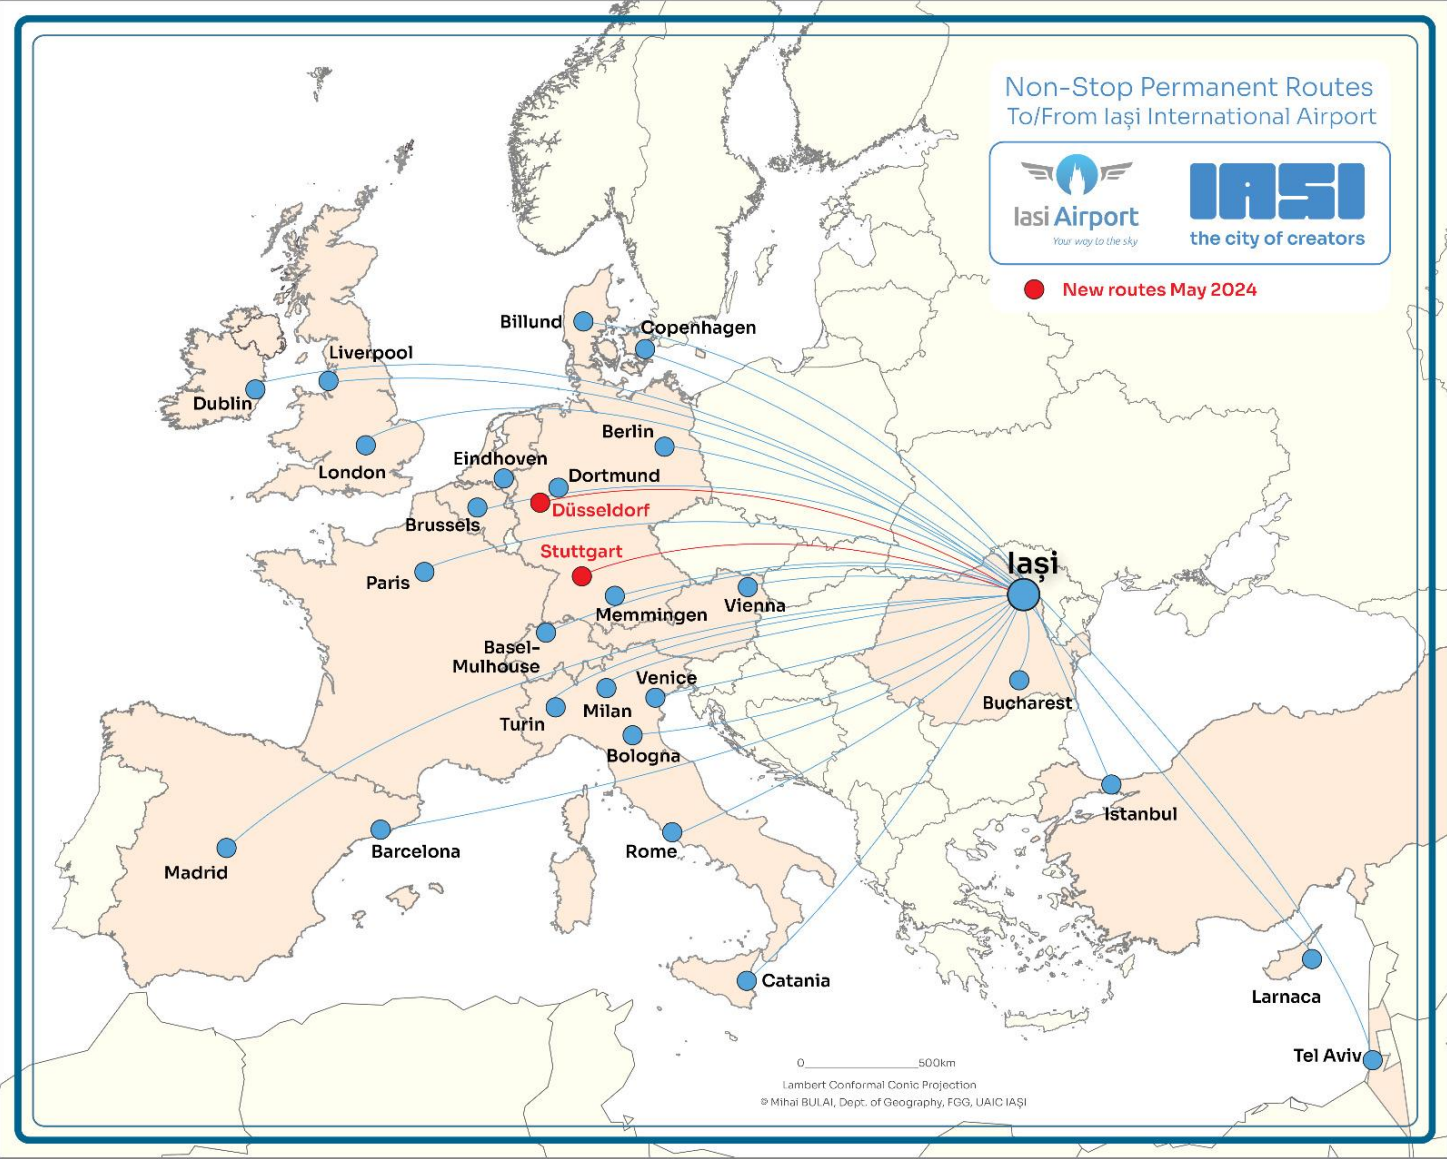 Non-Stop Permanent Routes
To/From Iași International Airport
Iasi Airport
Your way to the sky
IASI
the city of creators
New routes May 2024
Billund
Copenhagen
Liverpool
Dublin
Berlin
Eindhoven
London
Dortmund
Düsseldorf
Brussels
Stuttgart
Iași
Paris
Memmingen
Vienna
Basel-
Mulhouse
Venice
Bucharest
Milan
Turin
Bologna
Istanbul
Rome
Barcelona
Madrid
Catania
Larnaca
Tel Aviv
0 500km
Lambert Conformal Conic Projection
© Mihai BULAI, Dept. of Geography, FGG, UAIC IAȘI